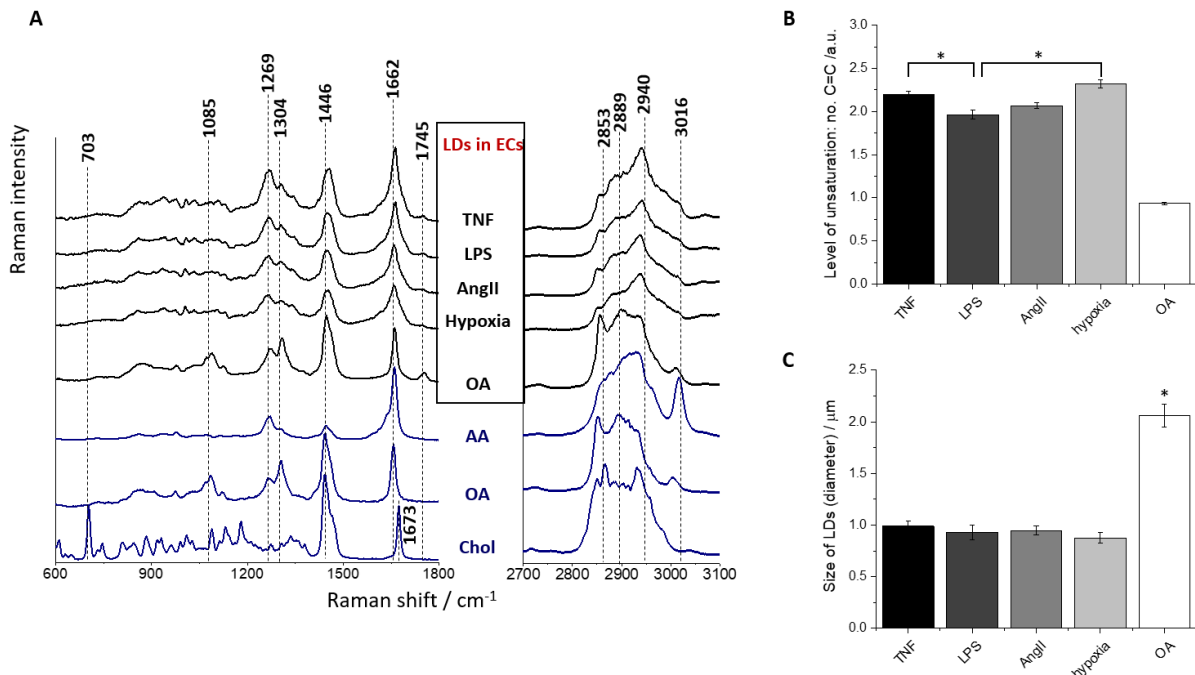 A
Raman intensity
703
1085
1269
1304
1446
1662
1745
2853
2889
2940
3016
LDs in ECs
TNF
LPS
AngII
Hypoxia
OA
AA
OA
Chol
1673
600
900
1200
1500
1800
2700
2800
2900
3000
3100
Raman shift / cm⁻¹
B
Level of unsaturation: no. C=C /a.u.
3.0
2.5
2.0
1.5
1.0
0.5
0.0
*
*
TNF
LPS
AngII
hypoxia
OA
C
Size of LDs (diameter) / μm
2.5
2.0
1.5
1.0
0.5
0.0
*
TNF
LPS
AngII
hypoxia
OA